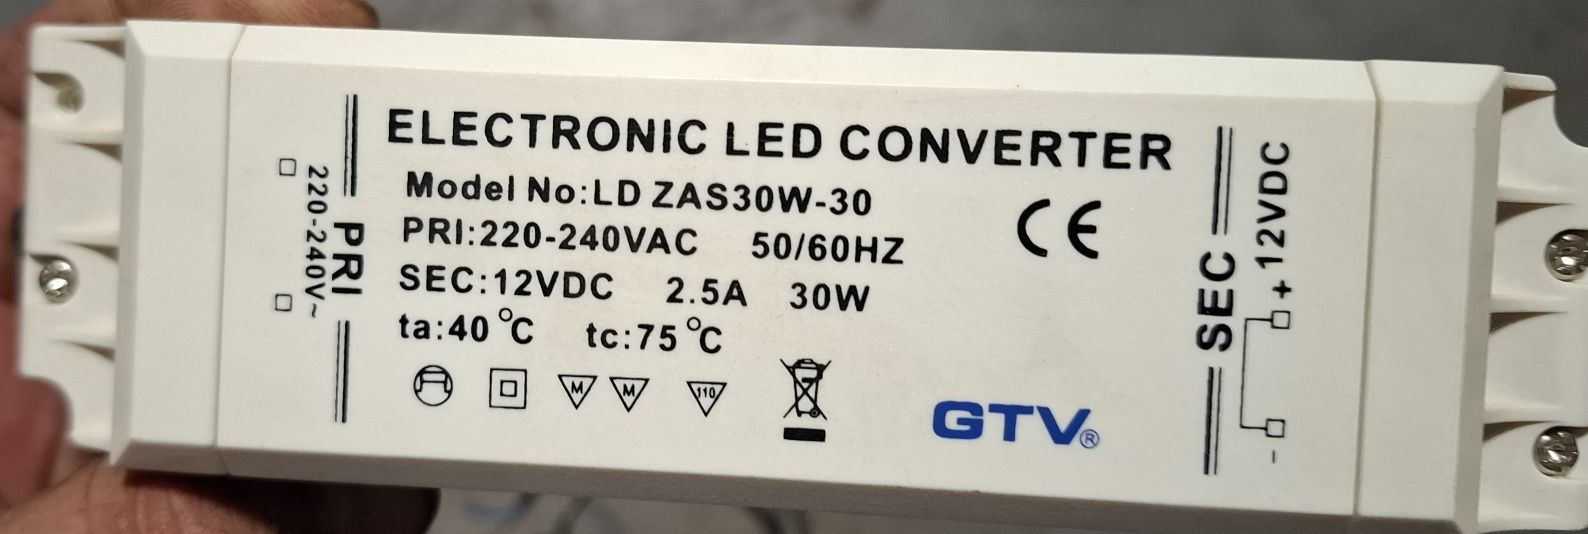 ELECTRONIC LED CONVERTER
Model No:LD ZAS30W-30
PRI:220-240VAC 50/60HZ
SEC:12VDC 2.5A 30W
ta:40°C tc:75°C
M M 110
CE
GTV®
PRI
220-240V~
SEC
+ 12VDC
-